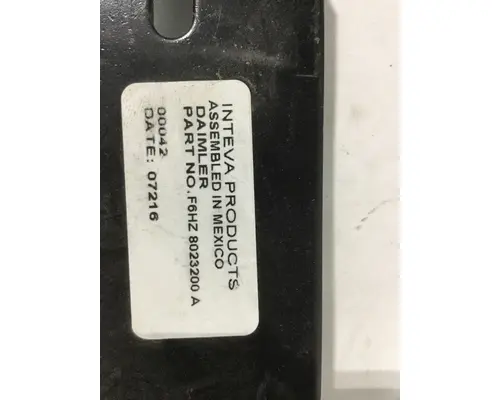 INTEVA PRODUCTS
ASSEMBLED IN MEXICO
DAIMLER
PART NO.F6HZ 8023200 A
00042
DATE: 07216